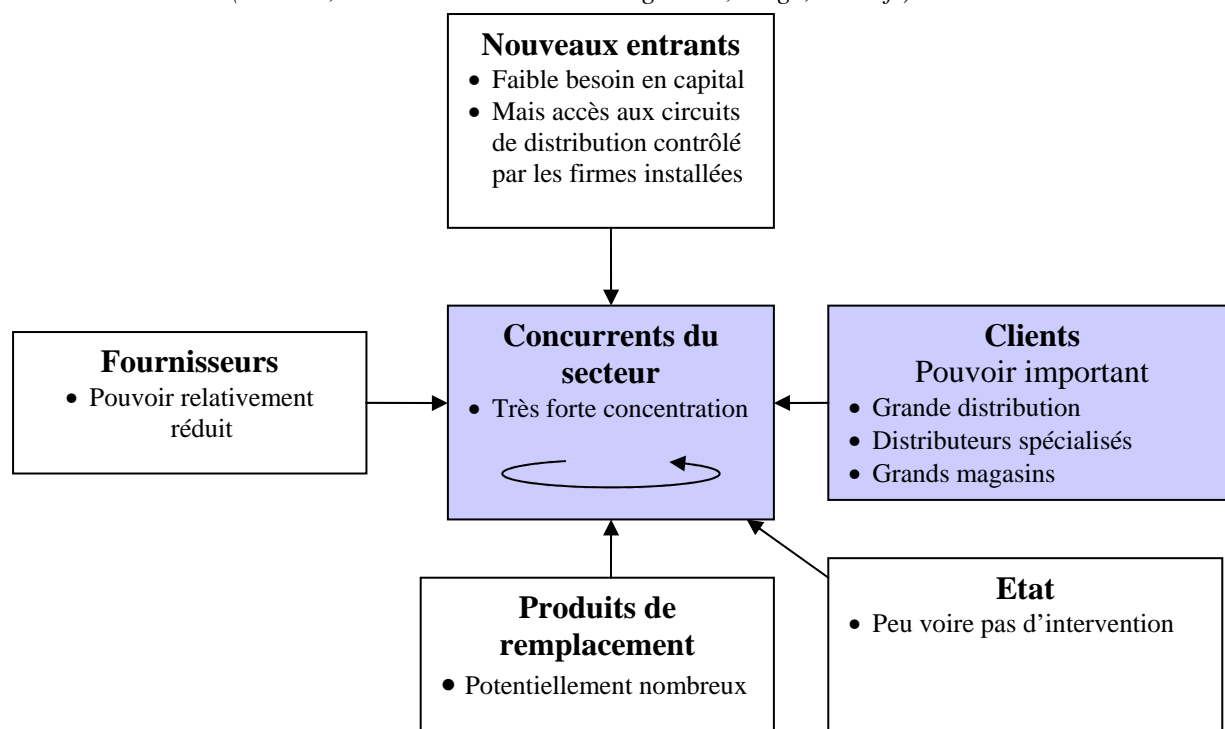 Nouveaux entrants
• Faible besoin en capital
• Mais accès aux circuits
de distribution contrôlé
par les firmes installées
Fournisseurs
• Pouvoir relativement
réduit
Concurrents du
secteur
• Très forte concentration
Clients
Pouvoir important
• Grande distribution
• Distributeurs spécialisés
• Grands magasins
Produits de
remplacement
• Potentiellement nombreux
Etat
• Peu voire pas d’intervention